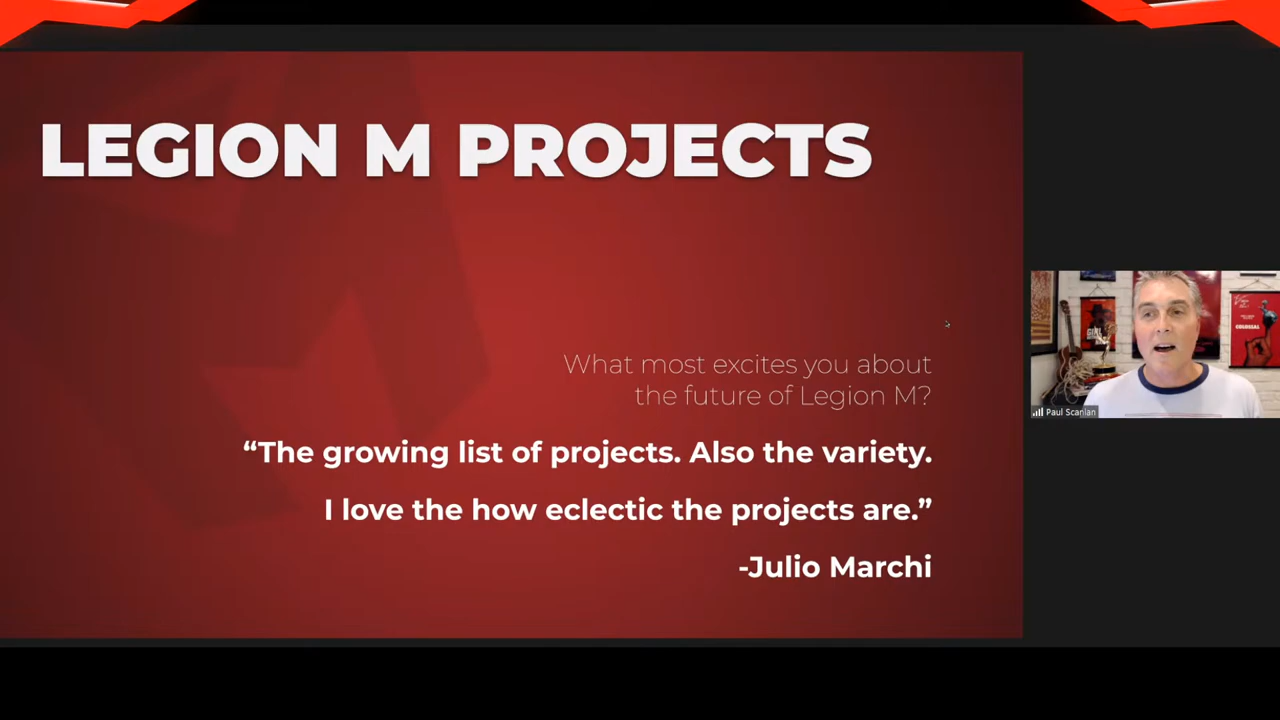 LEGION M PROJECTS
What most excites you about
the future of Legion M?
“The growing list of projects. Also the variety.
I love the how eclectic the projects are.”
-Julio Marchi
GIRL
COLOSSAL
Paul Scanlan